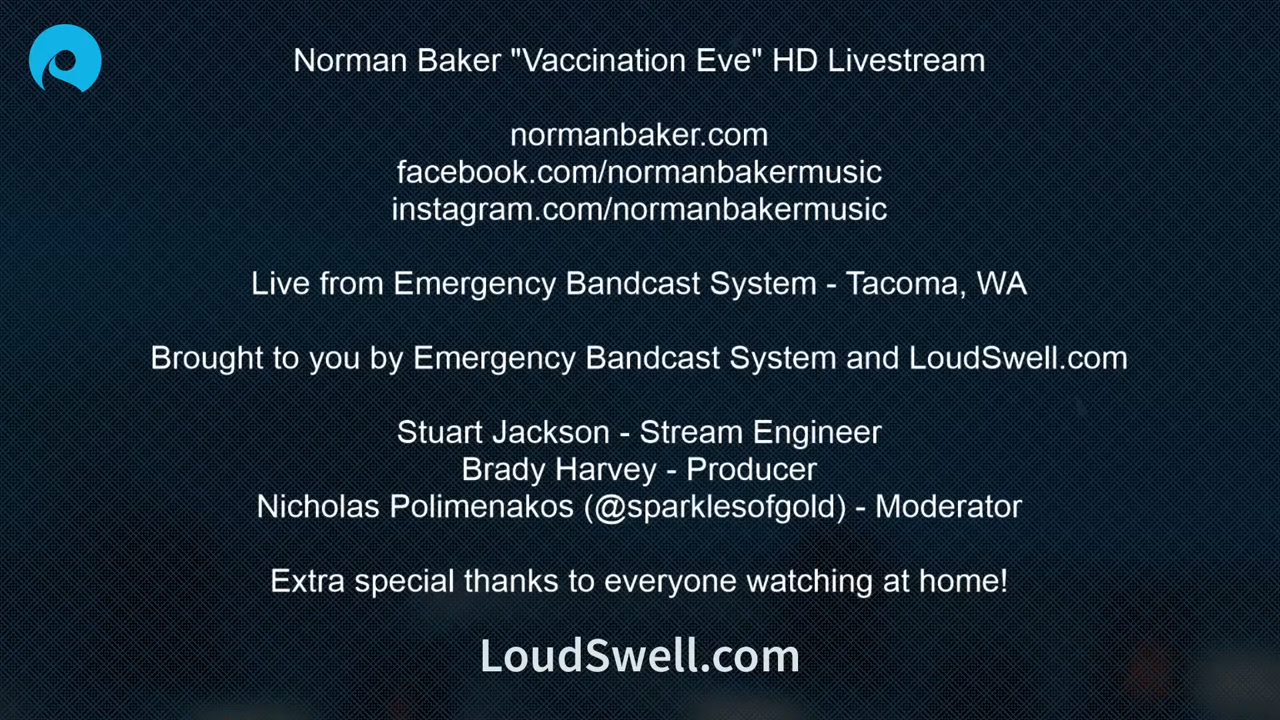 Norman Baker "Vaccination Eve" HD Livestream
normanbaker.com
facebook.com/normanbakermusic
instagram.com/normanbakermusic
Live from Emergency Bandcast System - Tacoma, WA
Brought to you by Emergency Bandcast System and LoudSwell.com
Stuart Jackson - Stream Engineer
Brady Harvey - Producer
Nicholas Polimenakos (@sparklesofgold) - Moderator
Extra special thanks to everyone watching at home!
LoudSwell.com